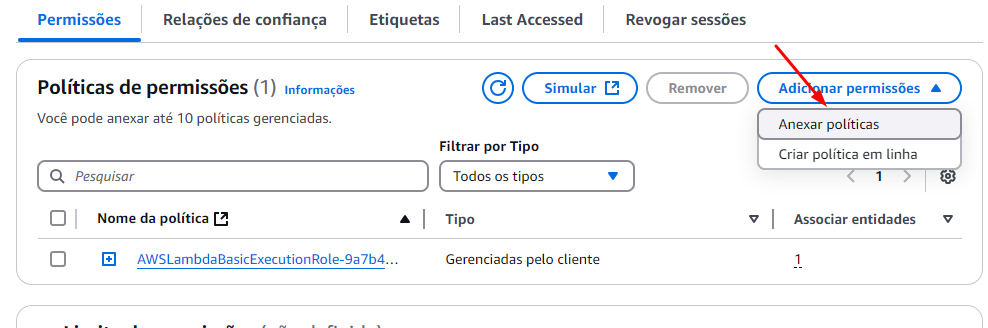 Permissões Relações de confiança Etiquetas Last Accessed Revogar sessões
Políticas de permissões (1) Informações Simular Remover Adicionar permissões
Você pode anexar até 10 políticas gerenciadas.
Anexar políticas
Criar política em linha
Filtrar por Tipo
Pesquisar Todos os tipos 1
Nome da política Tipo Associar entidades
AWSLambdaBasicExecutionRole-9a7b4... Gerenciadas pelo cliente 1